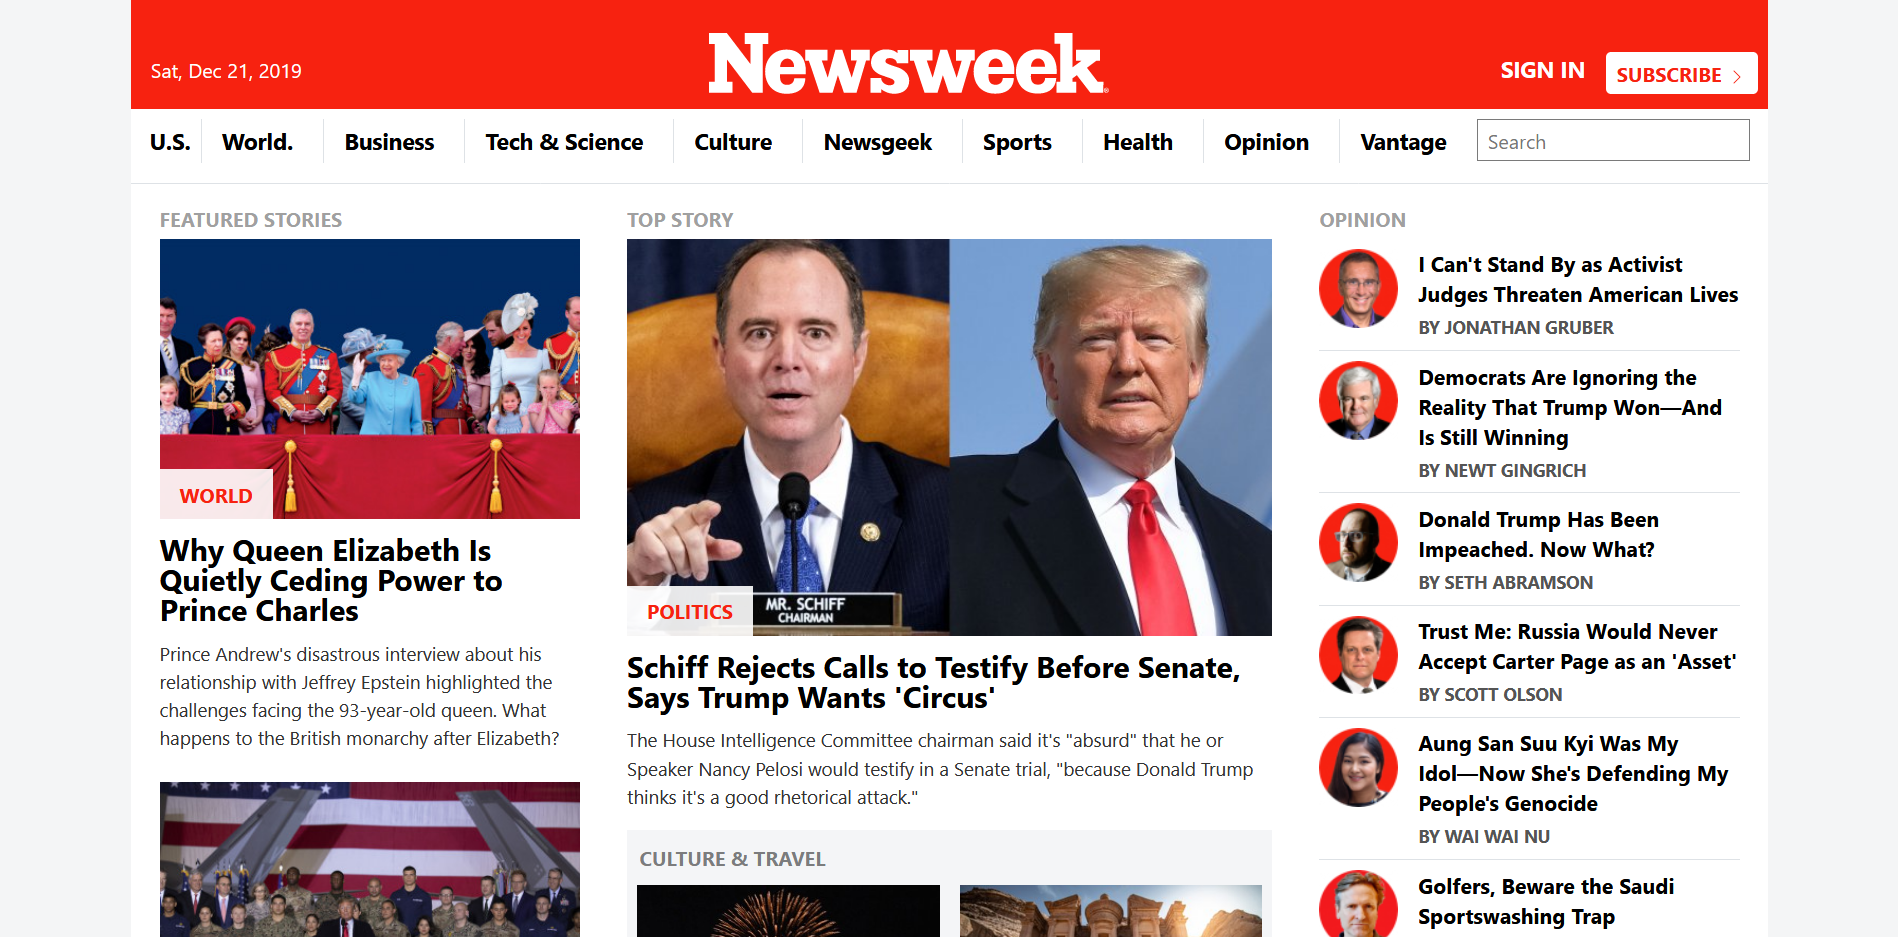 Sat, Dec 21, 2019
Newsweek
SIGN IN
SUBSCRIBE >
U.S.
World.
Business
Tech & Science
Culture
Newsgeek
Sports
Health
Opinion
Vantage
Search
FEATURED STORIES
WORLD
Why Queen Elizabeth Is
Quietly Ceding Power to
Prince Charles
Prince Andrew's disastrous interview about his
relationship with Jeffrey Epstein highlighted the
challenges facing the 93-year-old queen. What
happens to the British monarchy after Elizabeth?
TOP STORY
MR. SCHIFF
CHAIRMAN
POLITICS
Schiff Rejects Calls to Testify Before Senate,
Says Trump Wants 'Circus'
The House Intelligence Committee chairman said it's "absurd" that he or
Speaker Nancy Pelosi would testify in a Senate trial, "because Donald Trump
thinks it's a good rhetorical attack."
CULTURE & TRAVEL
OPINION
I Can't Stand By as Activist
Judges Threaten American Lives
BY JONATHAN GRUBER
Democrats Are Ignoring the
Reality That Trump Won—And
Is Still Winning
BY NEWT GINGRICH
Donald Trump Has Been
Impeached. Now What?
BY SETH ABRAMSON
Trust Me: Russia Would Never
Accept Carter Page as an 'Asset'
BY SCOTT OLSON
Aung San Suu Kyi Was My
Idol—Now She's Defending My
People's Genocide
BY WAI WAI NU
Golfers, Beware the Saudi
Sportswashing Trap